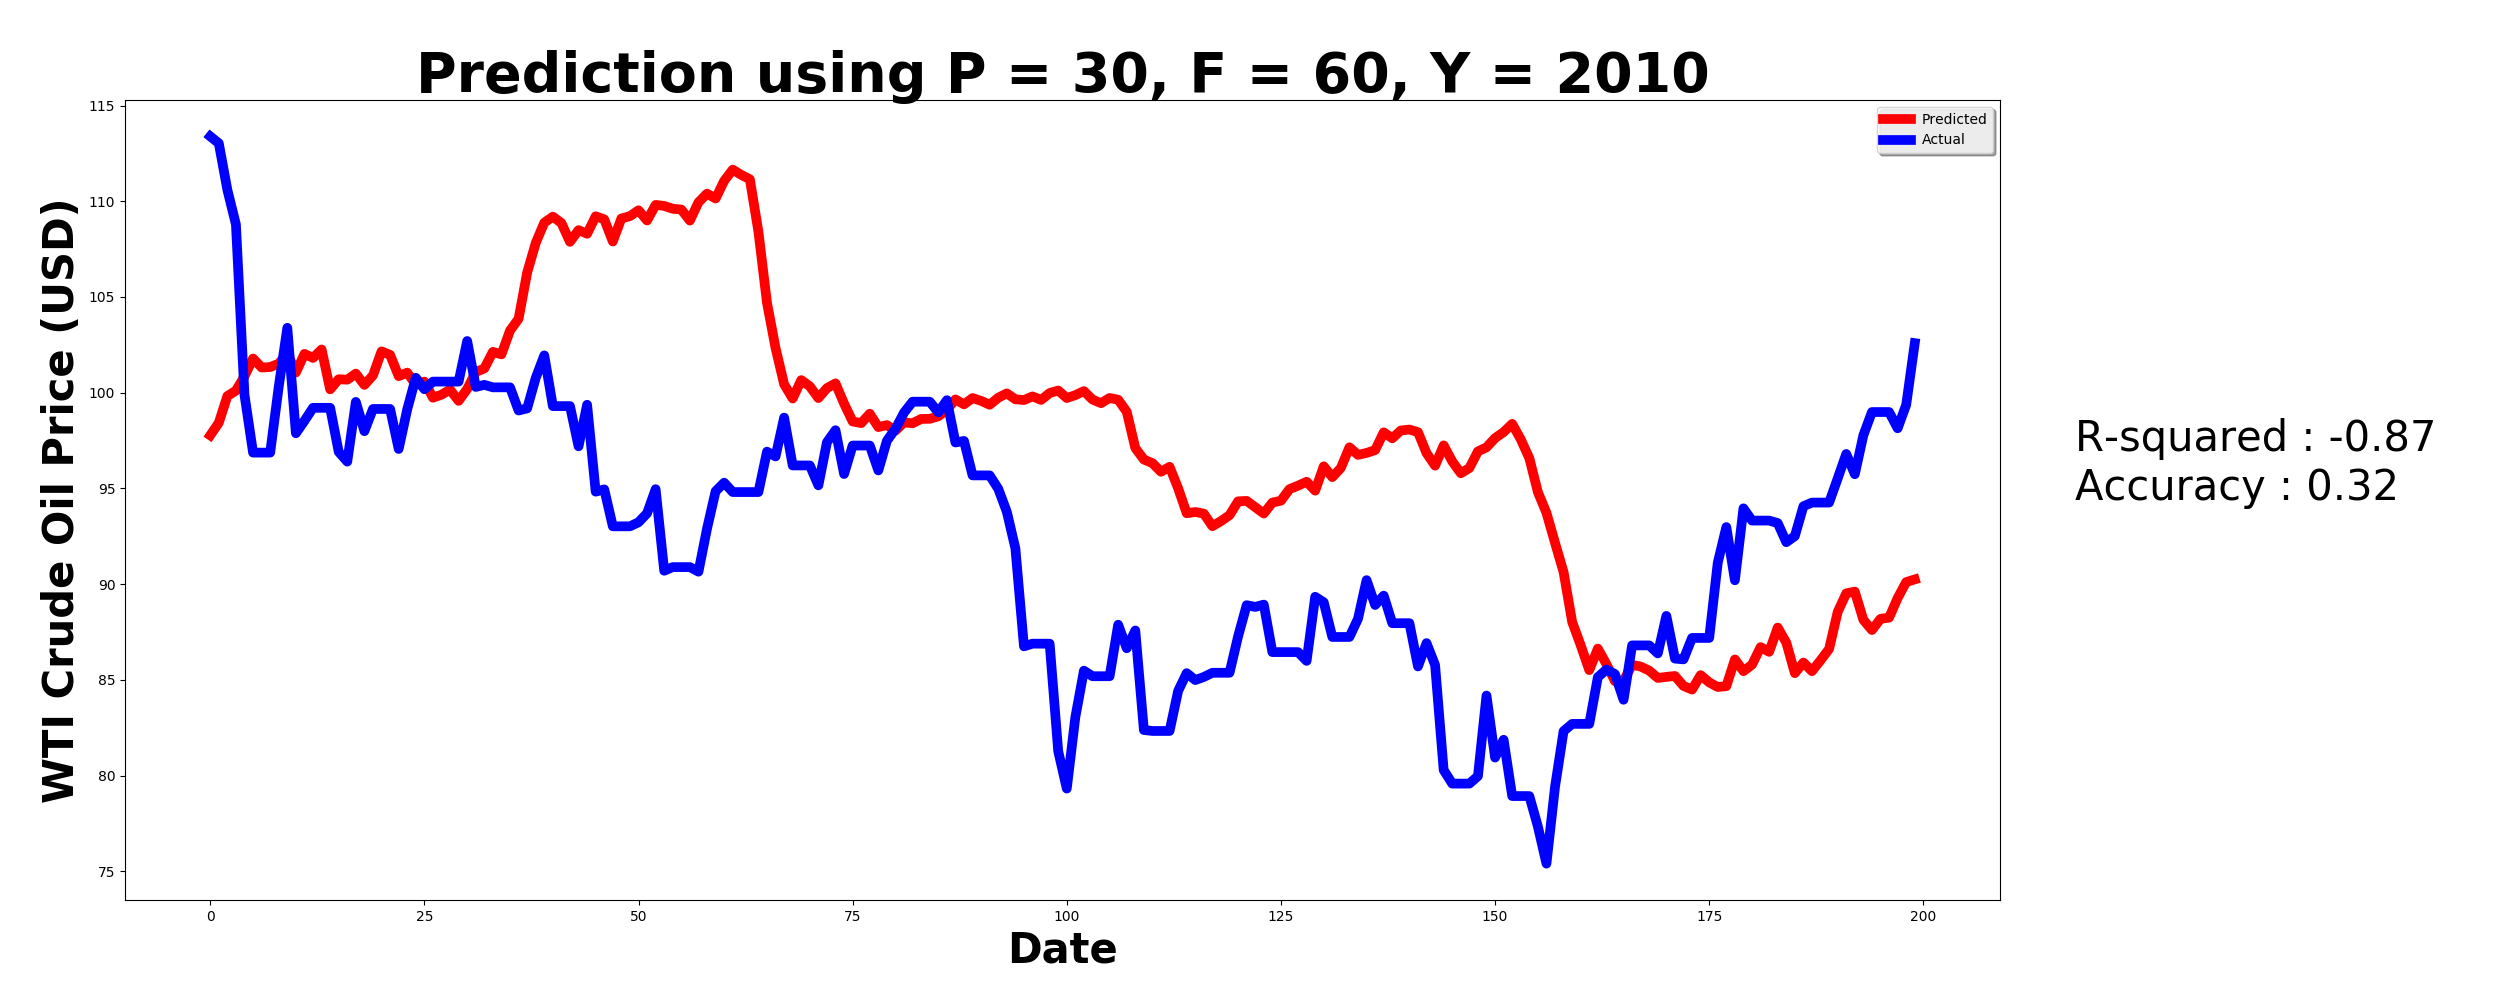 Prediction using P = 30, F = 60, Y = 2010
115
110
105
100
95
90
85
80
75
WTI Crude Oil Price (USD)
Predicted
Actual
R-squared : -0.87
Accuracy : 0.32
0 25 50 75 100 125 150 175 200
Date